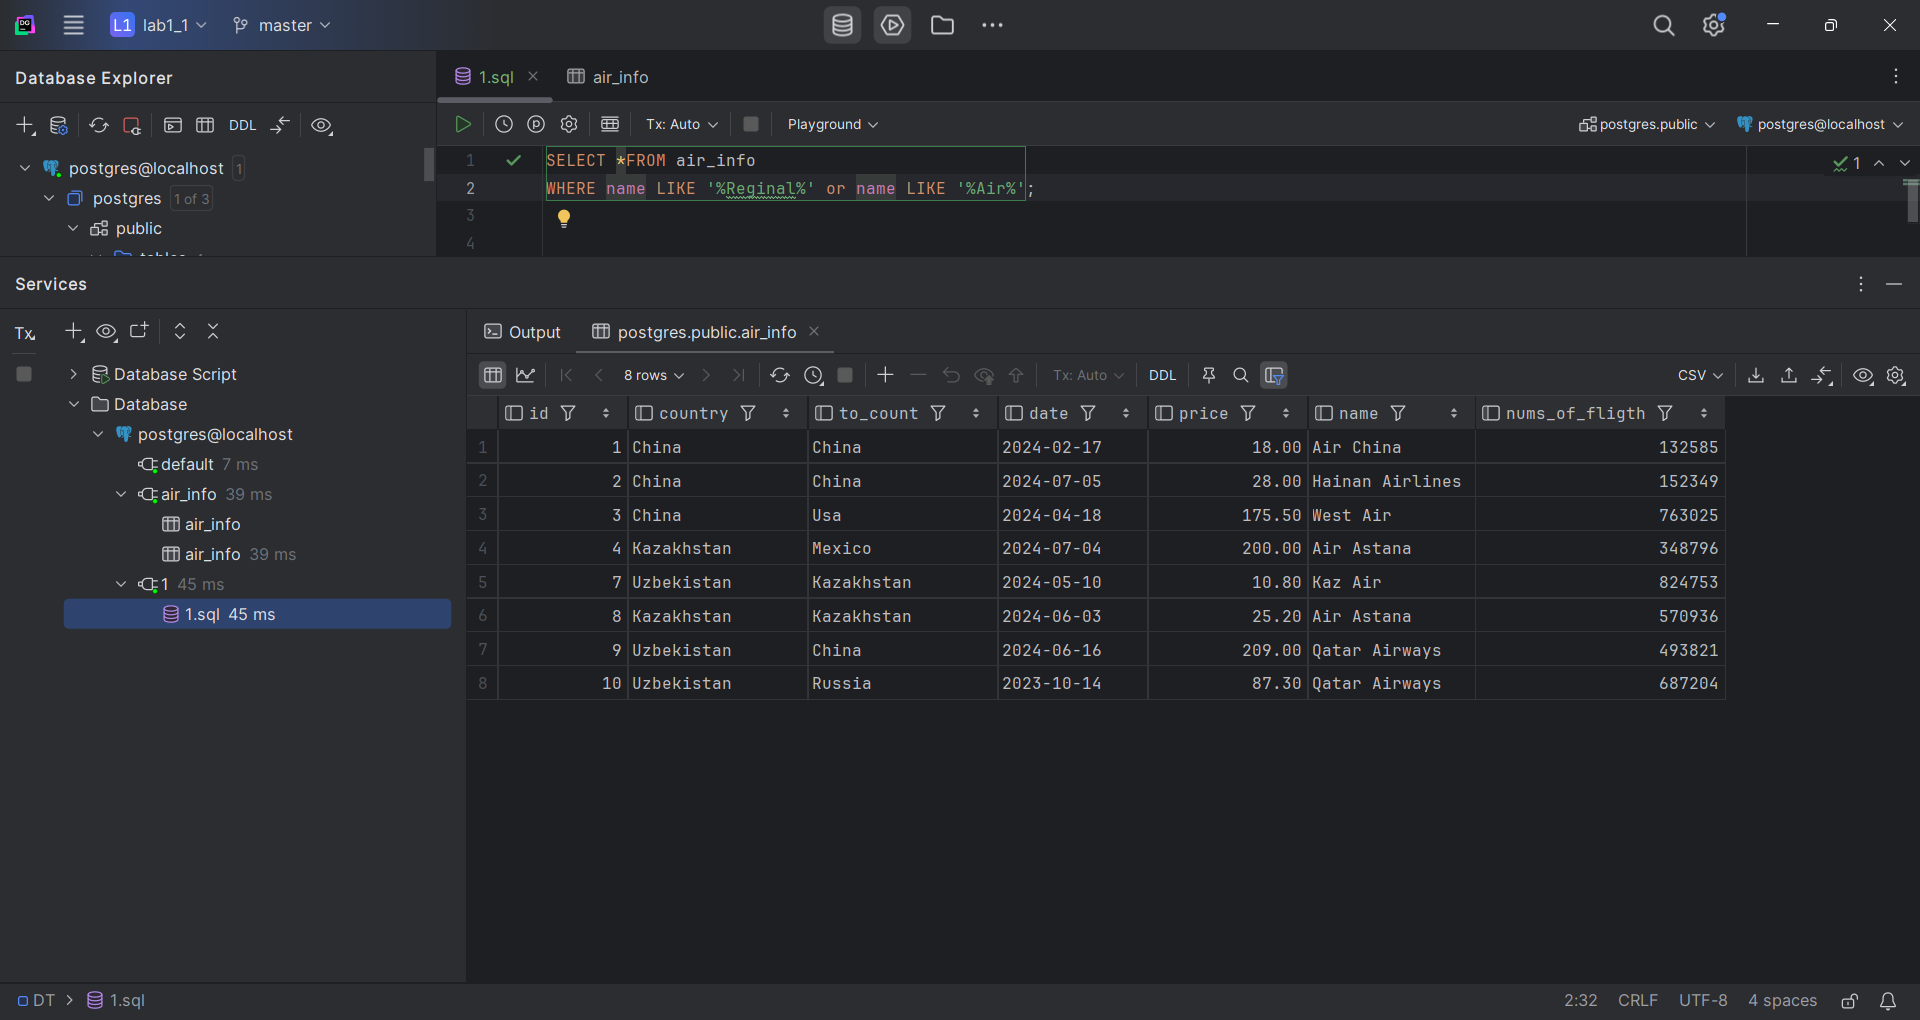 L1 lab1_1 master
Database Explorer
1.sql air_info
DDL
Tx: Auto Playground postgres.public postgres@localhost
postgres@localhost 1
postgres 1 of 3
public
1 SELECT *FROM air_info
2 WHERE name LIKE '%Reginal%' or name LIKE '%Air%';
3
4
1
Services
Tx
Output postgres.public.air_info
8 rows Tx: Auto DDL CSV
Database Script
Database
postgres@localhost
default 7 ms
air_info 39 ms
air_info
air_info 39 ms
1 45 ms
1.sql 45 ms
id country to_count date price name nums_of_fligth
1 1 China China 2024-02-17 18.00 Air China 132585
2 2 China China 2024-07-05 28.00 Hainan Airlines 152349
3 3 China Usa 2024-04-18 175.50 West Air 763025
4 4 Kazakhstan Mexico 2024-07-04 200.00 Air Astana 348796
5 7 Uzbekistan Kazakhstan 2024-05-10 10.80 Kaz Air 824753
6 8 Kazakhstan Kazakhstan 2024-06-03 25.20 Air Astana 570936
7 9 Uzbekistan China 2024-06-16 209.00 Qatar Airways 493821
8 10 Uzbekistan Russia 2023-10-14 87.30 Qatar Airways 687204
DT 1.sql
2:32 CRLF UTF-8 4 spaces